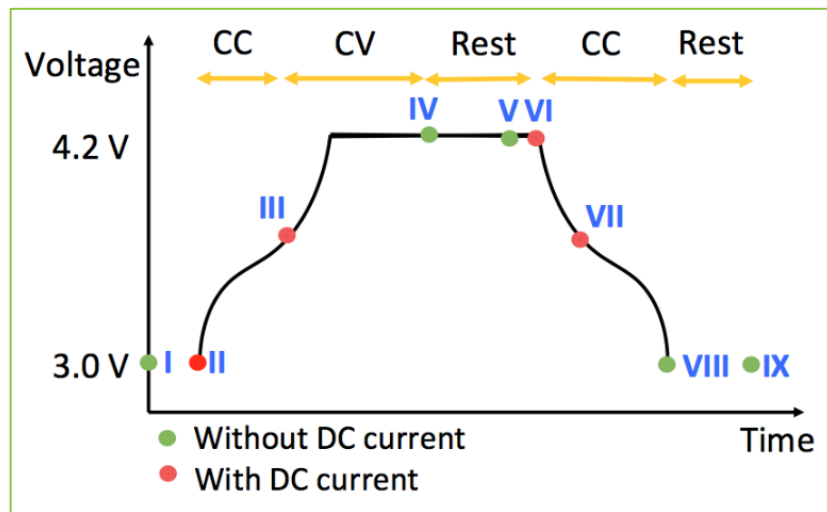 CC CV Rest CC Rest
Voltage
IV V VI
4.2 V
III VII
3.0 V I II VIII IX
Without DC current Time
With DC current